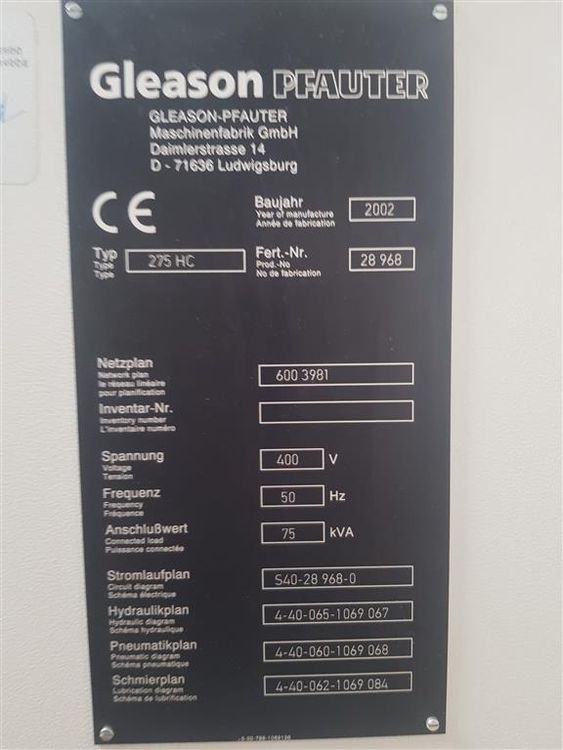 Gleason PFAUTER
GLEASON-PFAUTER
Maschinenfabrik GmbH
Daimlerstrasse 14
D - 71636 Ludwigsburg
CE
Baujahr
Year of manufacture
Année de fabrication
2002
Typ
Type
Type
275 HC
Fert.-Nr.
Prod.-No
No de fabrication
28 968
Netzplan
Network plan
le réseau linéaire
pour planification
600 3981
Inventar-Nr.
Inventory number
L'inventaire numéro
Spannung
Voltage
Tension
400 V
Frequenz
Frequency
Fréquence
50 Hz
Anschlußwert
Connected load
Puissance connectée
75 kVA
Stromlaufplan
Circuit diagram
Schéma électrique
S40-28 968-0
Hydraulikplan
Hydraulic diagram
Schéma hydraulique
4-40-065-1069 067
Pneumatikplan
Pneumatic diagram
Schéma pneumatique
4-40-060-1069 068
Schmierplan
Lubrication diagram
Schéma de lubrification
4-40-062-1069 084